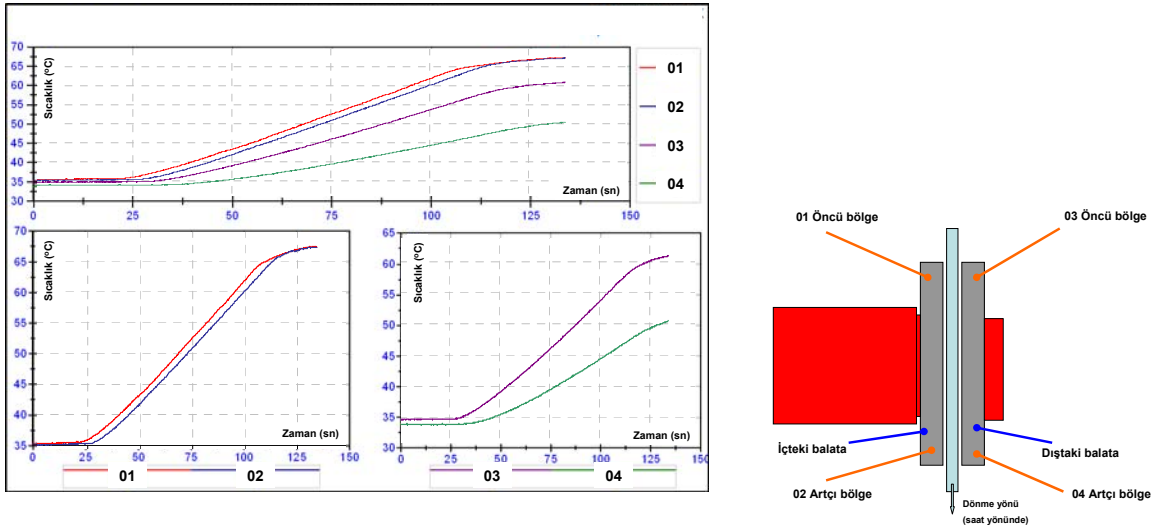 70
65
60
55
50
45
40
35
30
Sıcaklık (ºC)
Zaman (sn)
0 25 50 75 100 125 150
01
02
03
04
70
65
60
55
50
45
40
35
Sıcaklık (ºC)
Zaman (sn)
0 25 50 75 100 125 150
01 02
65
60
55
50
45
40
35
30
Sıcaklık (ºC)
Zaman (sn)
0 25 50 75 100 125 150
03 04
01 Öncü bölge
03 Öncü bölge
İçteki balata
Dıştaki balata
02 Artçı bölge
04 Artçı bölge
Dönme yönü
(saat yönünde)